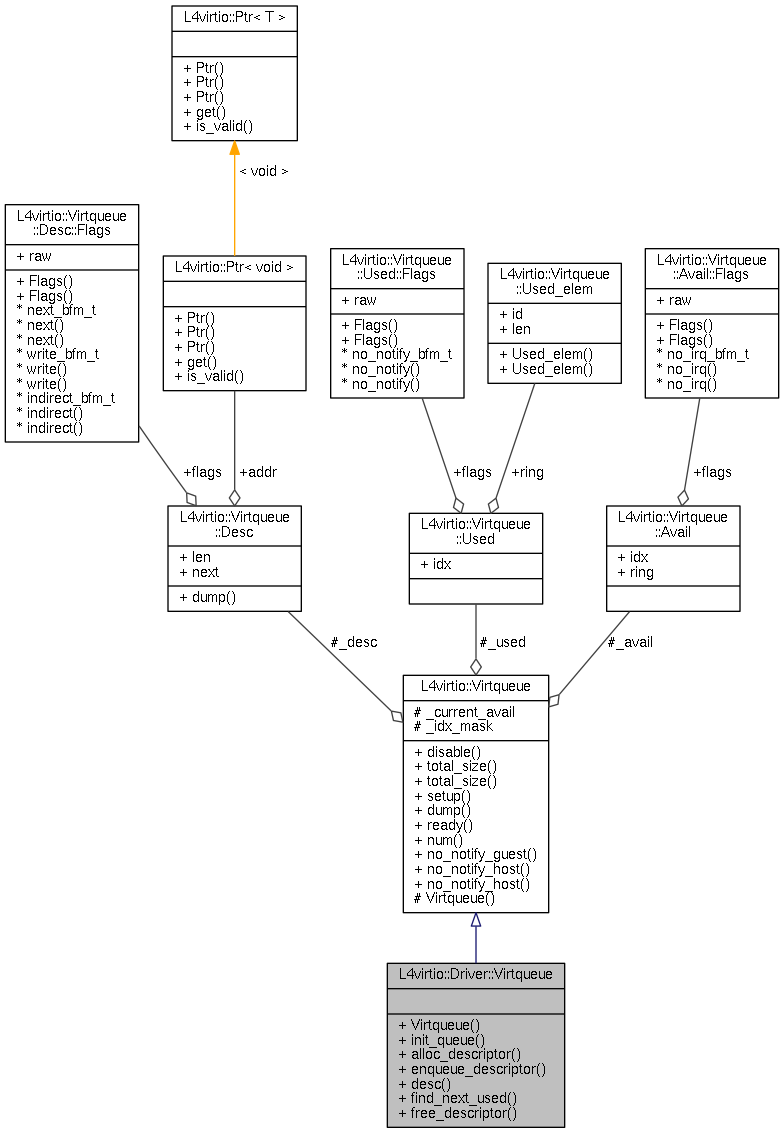 L4virtio::Ptr< T >
+ Ptr()
+ Ptr()
+ Ptr()
+ get()
+ is_valid()
< void >
L4virtio::Virtqueue
::Desc::Flags
+ raw
+ Flags()
+ Flags()
* next_bfm_t
* next()
* next()
* write_bfm_t
* write()
* write()
* indirect_bfm_t
* indirect()
* indirect()
L4virtio::Ptr< void >
+ Ptr()
+ Ptr()
+ Ptr()
+ get()
+ is_valid()
L4virtio::Virtqueue
::Used::Flags
+ raw
+ Flags()
+ Flags()
* no_notify_bfm_t
* no_notify()
* no_notify()
L4virtio::Virtqueue
::Used_elem
+ id
+ len
+ Used_elem()
+ Used_elem()
L4virtio::Virtqueue
::Avail::Flags
+ raw
+ Flags()
+ Flags()
* no_irq_bfm_t
* no_irq()
* no_irq()
+flags
+addr
+flags
+ring
+flags
L4virtio::Virtqueue
::Desc
+ len
+ next
+ dump()
L4virtio::Virtqueue
::Used
+ idx
L4virtio::Virtqueue
::Avail
+ idx
+ ring
#_desc
#_used
#_avail
L4virtio::Virtqueue
# _current_avail
# _idx_mask
+ disable()
+ total_size()
+ total_size()
+ setup()
+ dump()
+ ready()
+ num()
+ no_notify_guest()
+ no_notify_host()
+ no_notify_host()
# Virtqueue()
L4virtio::Driver::Virtqueue
+ Virtqueue()
+ init_queue()
+ alloc_descriptor()
+ enqueue_descriptor()
+ desc()
+ find_next_used()
+ free_descriptor()